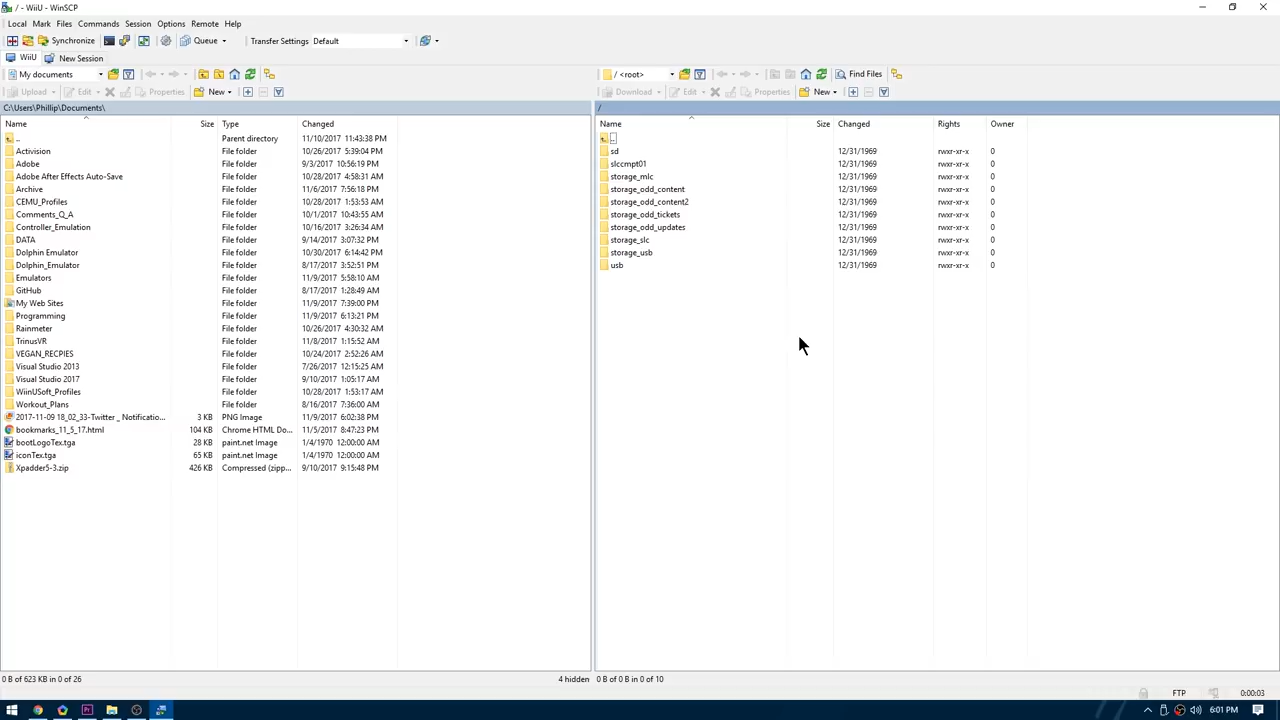 / - WiiU - WinSCP
Local Mark Files Commands Session Options Remote Help
Synchronize Queue Transfer Settings Default
WiiU New Session
My documents
Upload Edit Properties New
C:\Users\Phillip\Documents\
Name Size Type Changed
.. Parent directory 11/10/2017 11:43:38 PM
Activision File folder 10/26/2017 5:39:04 PM
Adobe File folder 9/3/2017 10:56:19 PM
Adobe After Effects Auto-Save File folder 10/28/2017 4:58:31 AM
Archive File folder 11/6/2017 7:56:18 PM
CEMU_Profiles File folder 10/28/2017 1:53:53 AM
Comments_Q_A File folder 10/1/2017 10:43:55 AM
Controller_Emulation File folder 10/16/2017 3:26:34 AM
DATA File folder 9/14/2017 3:07:32 PM
Dolphin Emulator File folder 10/30/2017 6:14:42 PM
Dolphin_Emulator File folder 8/17/2017 3:52:51 PM
Emulators File folder 11/9/2017 5:58:10 AM
GitHub File folder 8/17/2017 1:28:49 AM
My Web Sites File folder 11/9/2017 7:39:00 PM
Programming File folder 11/9/2017 6:13:21 PM
Rainmeter File folder 10/26/2017 4:30:32 AM
TrinusVR File folder 11/8/2017 1:15:52 AM
VEGAN_RECPIES File folder 10/24/2017 2:52:26 AM
Visual Studio 2013 File folder 7/26/2017 12:15:25 AM
Visual Studio 2017 File folder 9/10/2017 1:05:17 AM
WiinUSoft_Profiles File folder 10/28/2017 1:53:17 AM
Workout_Plans File folder 8/16/2017 7:36:00 AM
2017-11-09 18_02_33-Twitter _ Notificatio... 3 KB PNG Image 11/9/2017 6:02:38 PM
bookmarks_11_5_17.html 104 KB Chrome HTML Do... 11/5/2017 8:47:23 PM
bootLogoTex.tga 28 KB paint.net Image 1/4/1970 12:00:00 AM
iconTex.tga 65 KB paint.net Image 1/4/1970 12:00:00 AM
Xpadder5-3.zip 426 KB Compressed (zipp... 9/10/2017 9:15:48 PM
0 B of 623 KB in 0 of 26 4 hidden
/ <root> Find Files
Download Edit Properties New
/
Name Size Changed Rights Owner
..
sd 12/31/1969 rwxr-xr-x 0
slccmpt01 12/31/1969 rwxr-xr-x 0
storage_mlc 12/31/1969 rwxr-xr-x 0
storage_odd_content 12/31/1969 rwxr-xr-x 0
storage_odd_content2 12/31/1969 rwxr-xr-x 0
storage_odd_tickets 12/31/1969 rwxr-xr-x 0
storage_odd_updates 12/31/1969 rwxr-xr-x 0
storage_slc 12/31/1969 rwxr-xr-x 0
storage_usb 12/31/1969 rwxr-xr-x 0
usb 12/31/1969 rwxr-xr-x 0
0 B of 0 B in 0 of 10
FTP 0:00:03
Pr 6:01 PM